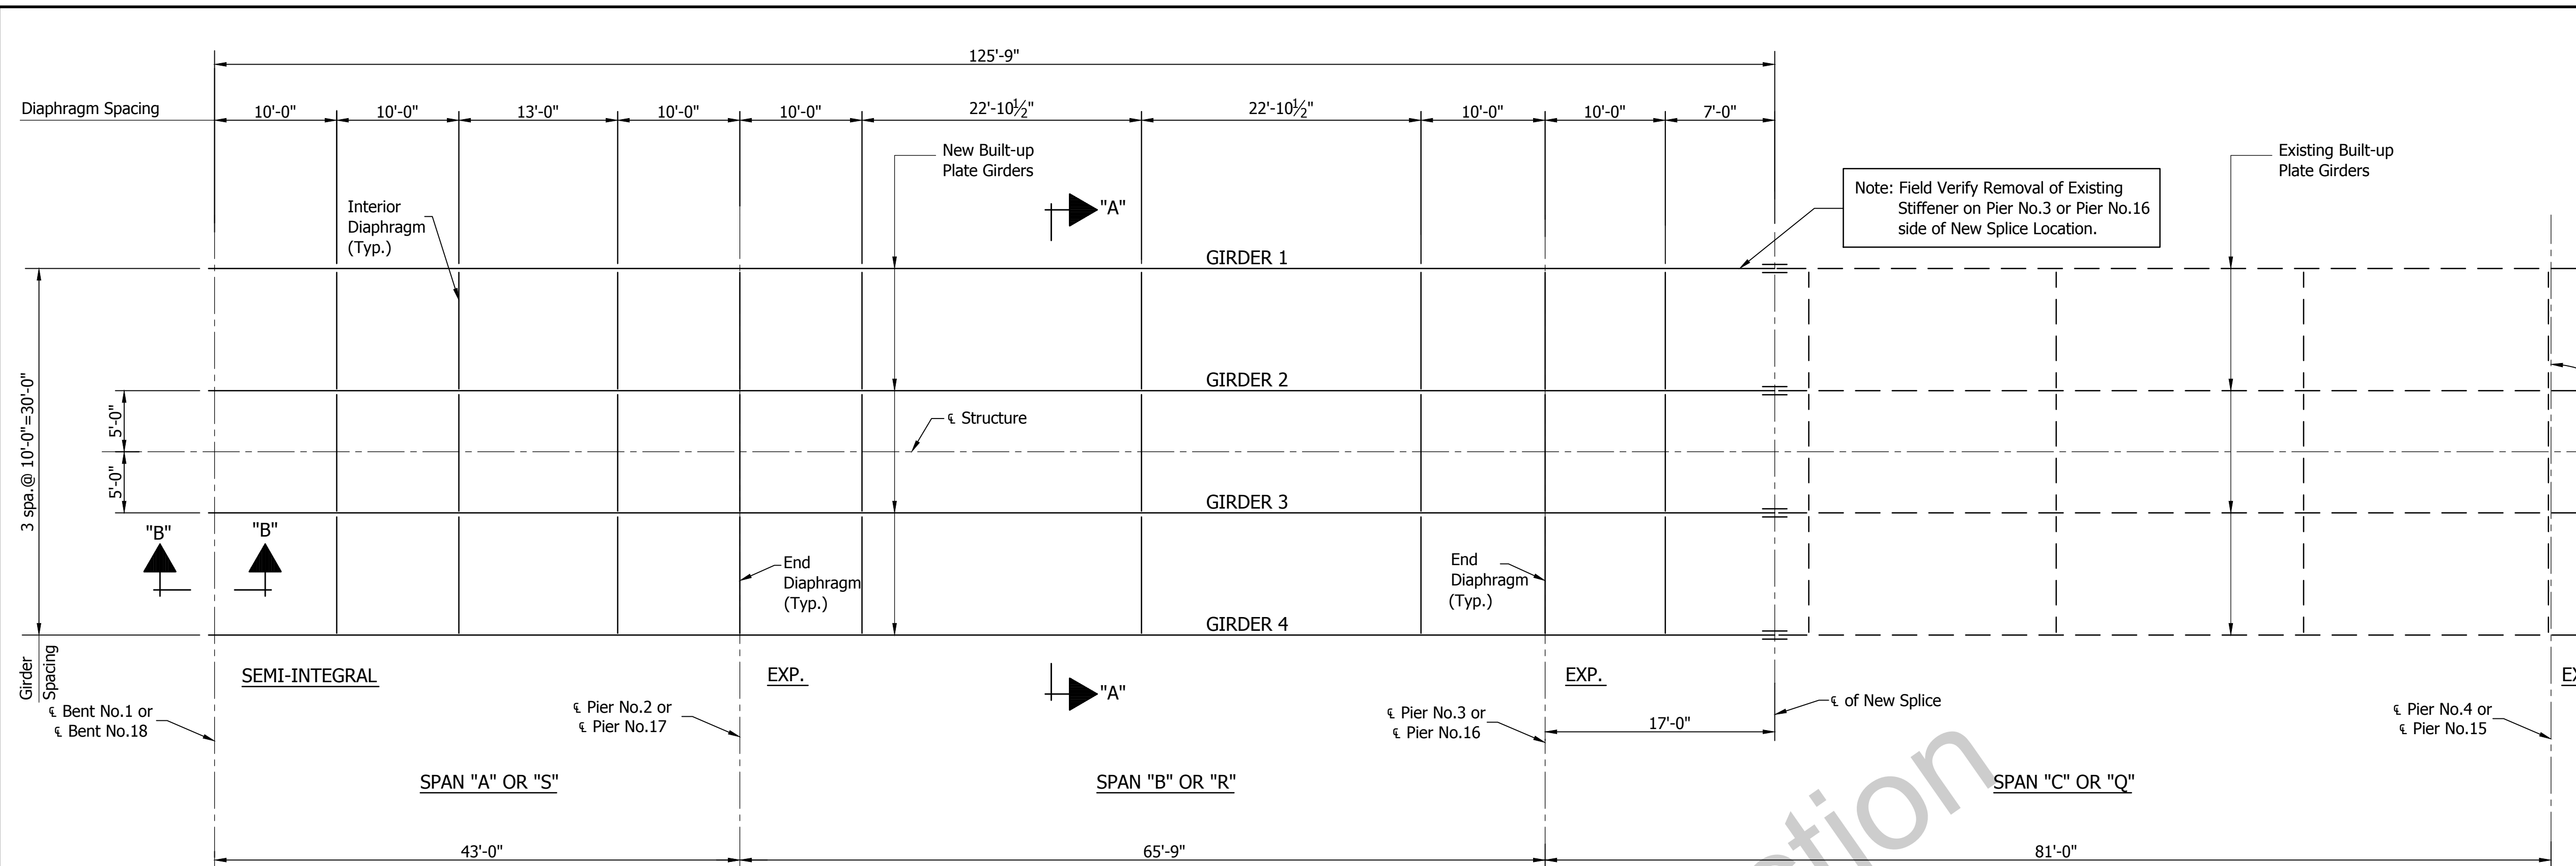 125'-9"
Diaphragm Spacing
10'-0"
10'-0"
13'-0"
10'-0"
10'-0"
22'-10½"
22'-10½"
10'-0"
10'-0"
7'-0"
New Built-up
Plate Girders
Existing Built-up
Plate Girders
"A"
Note: Field Verify Removal of Existing
Stiffener on Pier No.3 or Pier No.16
side of New Splice Location.
Interior
Diaphragm
(Typ.)
GIRDER 1
GIRDER 2
3 spa.@ 10'-0"=30'-0"
5'-0"
5'-0"
℄ Structure
GIRDER 3
"B"
"B"
End
Diaphragm
(Typ.)
End
Diaphragm
(Typ.)
GIRDER 4
Girder
Spacing
SEMI-INTEGRAL
EXP.
"A"
EXP.
℄ Bent No.1 or
℄ Bent No.18
℄ Pier No.2 or
℄ Pier No.17
℄ Pier No.3 or
℄ Pier No.16
17'-0"
℄ of New Splice
℄ Pier No.4 or
℄ Pier No.15
SPAN "A" OR "S"
SPAN "B" OR "R"
SPAN "C" OR "Q"
43'-0"
65'-9"
81'-0"